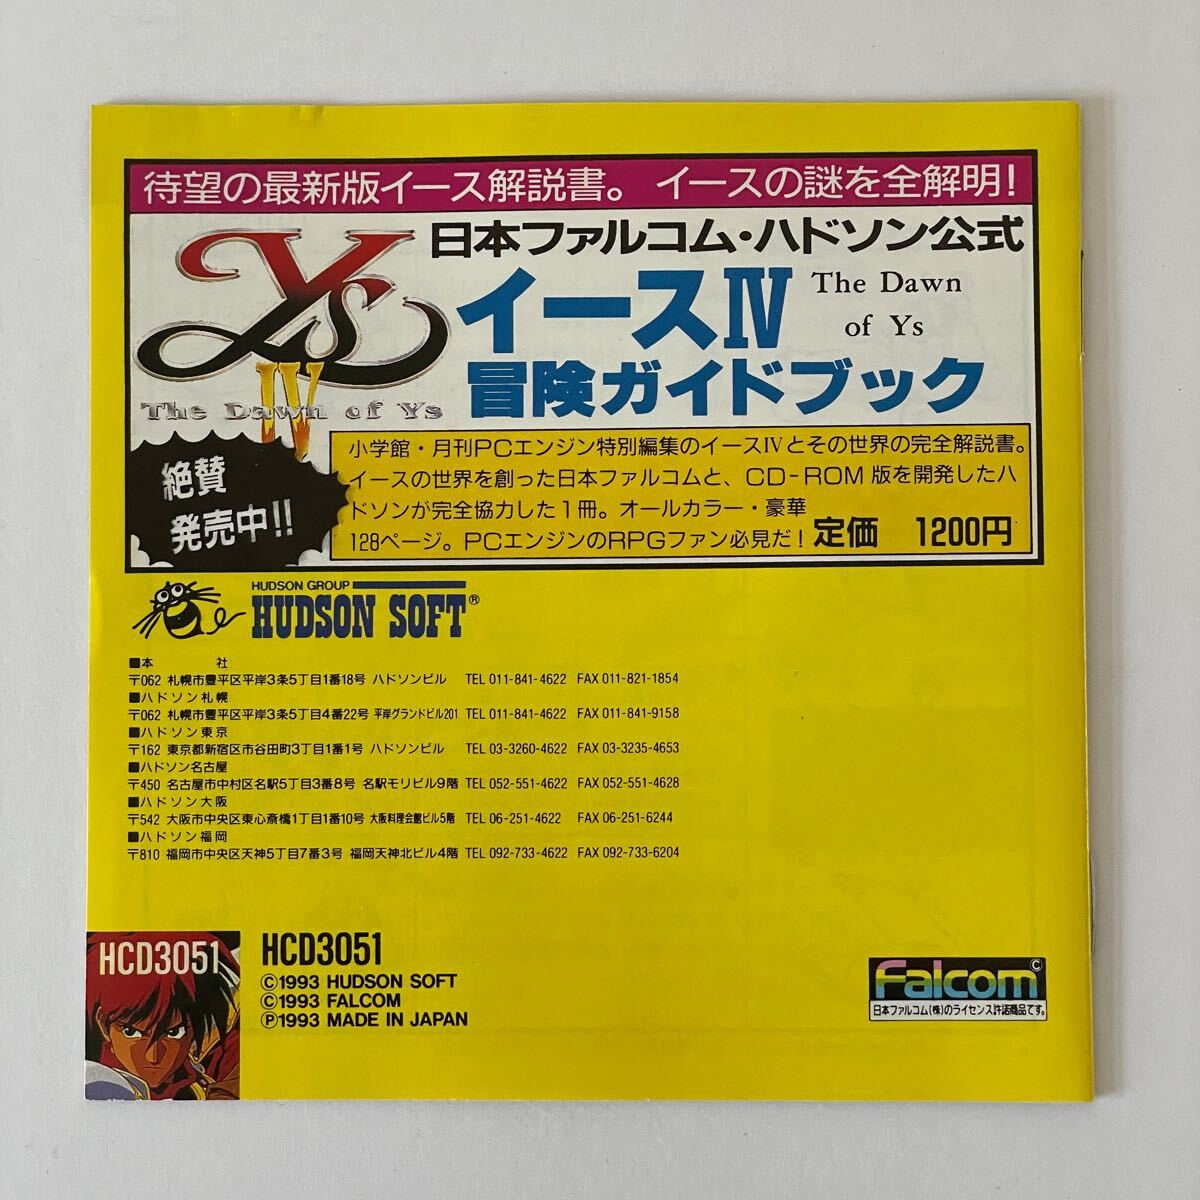 待望の最新版イース解説書。 イースの謎を全解明!
日本ファルコム・ハドソン公式
Ys
イースⅣ The Dawn of Ys
IV
The Dawn of Ys
冒険ガイドブック
絶賛
発売中!!
小学館・月刊PCエンジン特別編集のイースⅣとその世界の完全解説書。
イースの世界を創った日本ファルコムと、CD-ROM版を開発したハ
ドソンが完全協力した1冊。オールカラー・豪華
128ページ。PCエンジンのRPGファン必見だ! 定価 1200円
HUDSON GROUP
HUDSON SOFT®
■本 社
〒062 札幌市豊平区平岸3条5丁目1番18号 ハドソンビル TEL 011-841-4622 FAX 011-821-1854
■ハドソン札幌
〒062 札幌市豊平区平岸3条5丁目4番22号 平岸グランドビル201 TEL 011-841-4622 FAX 011-841-9158
■ハドソン東京
〒162 東京都新宿区市谷田町3丁目1番1号 ハドソンビル TEL 03-3260-4622 FAX 03-3235-4653
■ハドソン名古屋
〒450 名古屋市中村区名駅5丁目3番8号 名駅モリビル9階 TEL 052-551-4622 FAX 052-551-4628
■ハドソン大阪
〒542 大阪市中央区東心斎橋1丁目1番10号 大阪料理会館ビル5階 TEL 06-251-4622 FAX 06-251-6244
■ハドソン福岡
〒810 福岡市中央区天神5丁目7番3号 福岡天神北ビル4階 TEL 092-733-4622 FAX 092-733-6204
HCD3051
HCD3051
©1993 HUDSON SOFT
©1993 FALCOM
℗1993 MADE IN JAPAN
Falcom©
日本ファルコム(株)のライセンス許諾商品です。